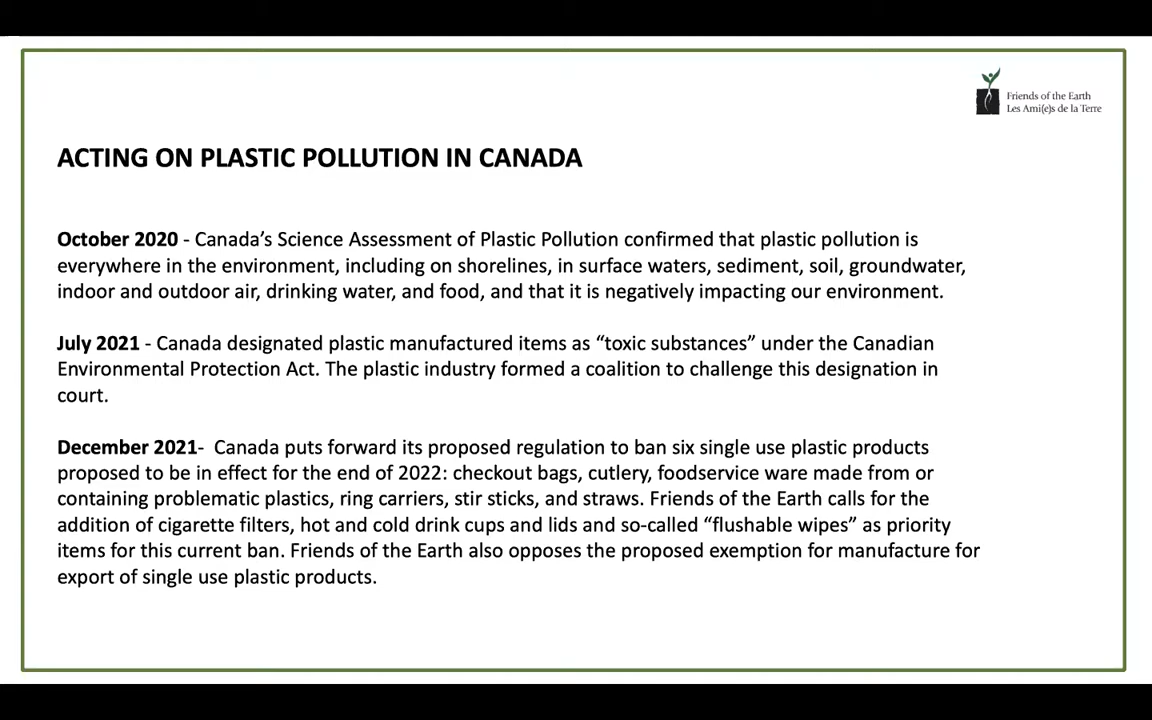 Friends of the Earth
Les Ami(e)s de la Terre
ACTING ON PLASTIC POLLUTION IN CANADA
October 2020 - Canada’s Science Assessment of Plastic Pollution confirmed that plastic pollution is
everywhere in the environment, including on shorelines, in surface waters, sediment, soil, groundwater,
indoor and outdoor air, drinking water, and food, and that it is negatively impacting our environment.
July 2021 - Canada designated plastic manufactured items as “toxic substances” under the Canadian
Environmental Protection Act. The plastic industry formed a coalition to challenge this designation in
court.
December 2021-  Canada puts forward its proposed regulation to ban six single use plastic products
proposed to be in effect for the end of 2022: checkout bags, cutlery, foodservice ware made from or
containing problematic plastics, ring carriers, stir sticks, and straws. Friends of the Earth calls for the
addition of cigarette filters, hot and cold drink cups and lids and so-called “flushable wipes” as priority
items for this current ban. Friends of the Earth also opposes the proposed exemption for manufacture for
export of single use plastic products.